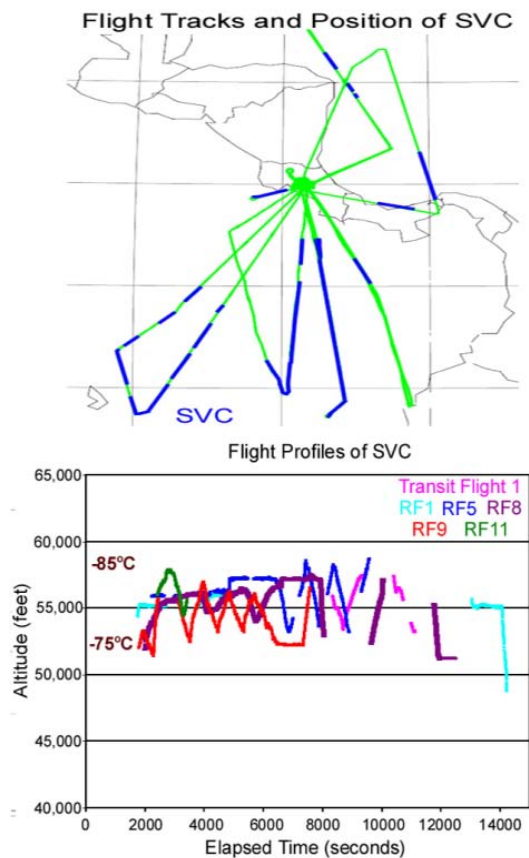 Flight Tracks and Position of SVC
SVC
Flight Profiles of SVC
65,000
60,000
55,000
50,000
45,000
40,000
Altitude (feet)
Transit Flight 1
RF1 RF5 RF8
RF9 RF11
-85ºC
-75ºC
0 2000 4000 6000 8000 10000 12000 14000
Elapsed Time (seconds)